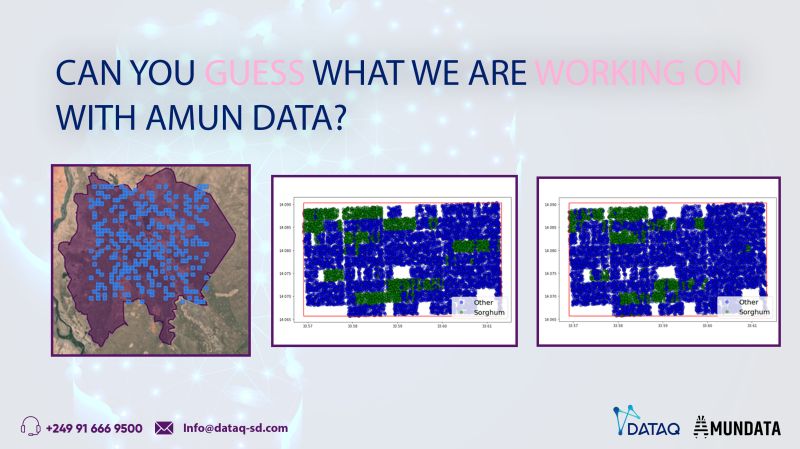 CAN YOU GUESS WHAT WE ARE WORKING ON
WITH AMUN DATA?
14.090
14.085
14.080
14.075
14.070
14.065
33.57
33.58
33.59
33.60
33.61
Other
Sorghum
14.090
14.085
14.080
14.075
14.070
14.065
33.57
33.58
33.59
33.60
33.61
Other
Sorghum
+249 91 666 9500
Info@dataq-sd.com
DATAQ
AMUNDATA